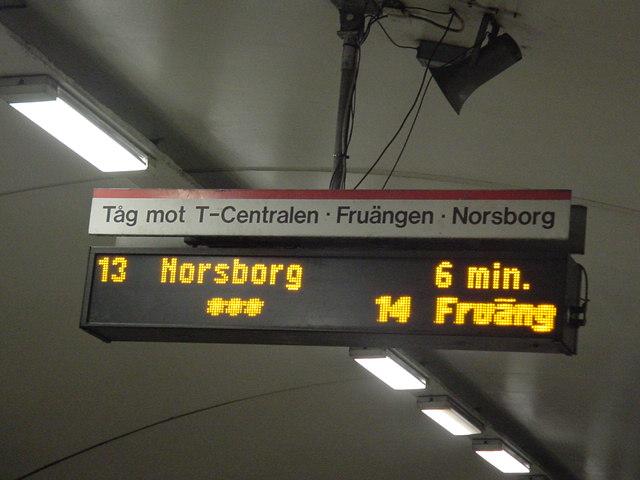 Tåg mot T-Centralen · Fruängen · Norsborg
13 Norsborg 6 min.
*** 14 Fruäng